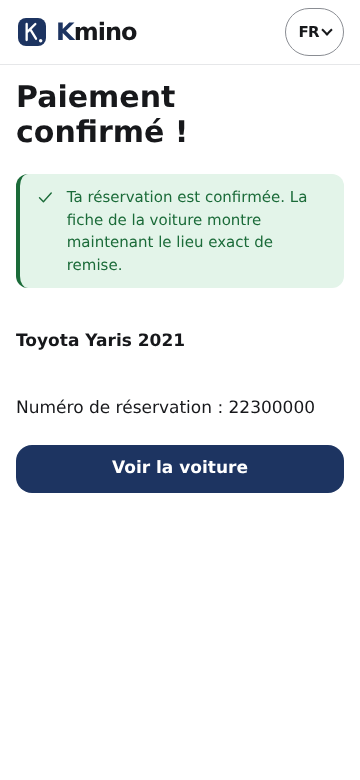 K. Kmino
FR
Paiement
confirmé !
Ta réservation est confirmée. La
fiche de la voiture montre
maintenant le lieu exact de
remise.
Toyota Yaris 2021
Numéro de réservation : 22300000
Voir la voiture